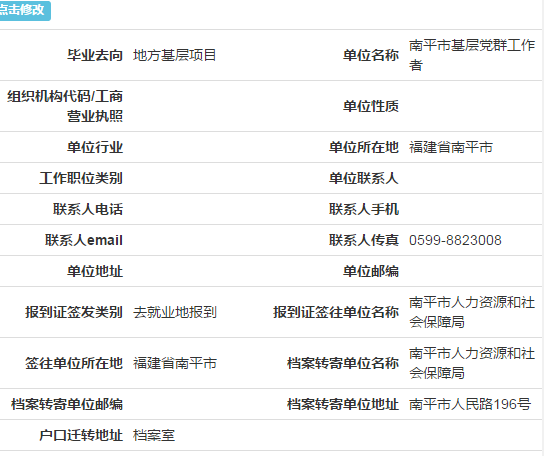 点击修改
毕业去向 地方基层项目 单位名称 南平市基层党群工作
者
组织机构代码/工商
营业执照 单位性质
单位行业 单位所在地 福建省南平市
工作职位类别 单位联系人
联系人电话 联系人手机
联系人email 联系人传真 0599-8823008
单位地址 单位邮编
报到证签发类别 去就业地报到 报到证签往单位名称 南平市人力资源和社
会保障局
签往单位所在地 福建省南平市 档案转寄单位名称 南平市人力资源和社
会保障局
档案转寄单位邮编 档案转寄单位地址 南平市人民路196号
户口迁转地址 档案室